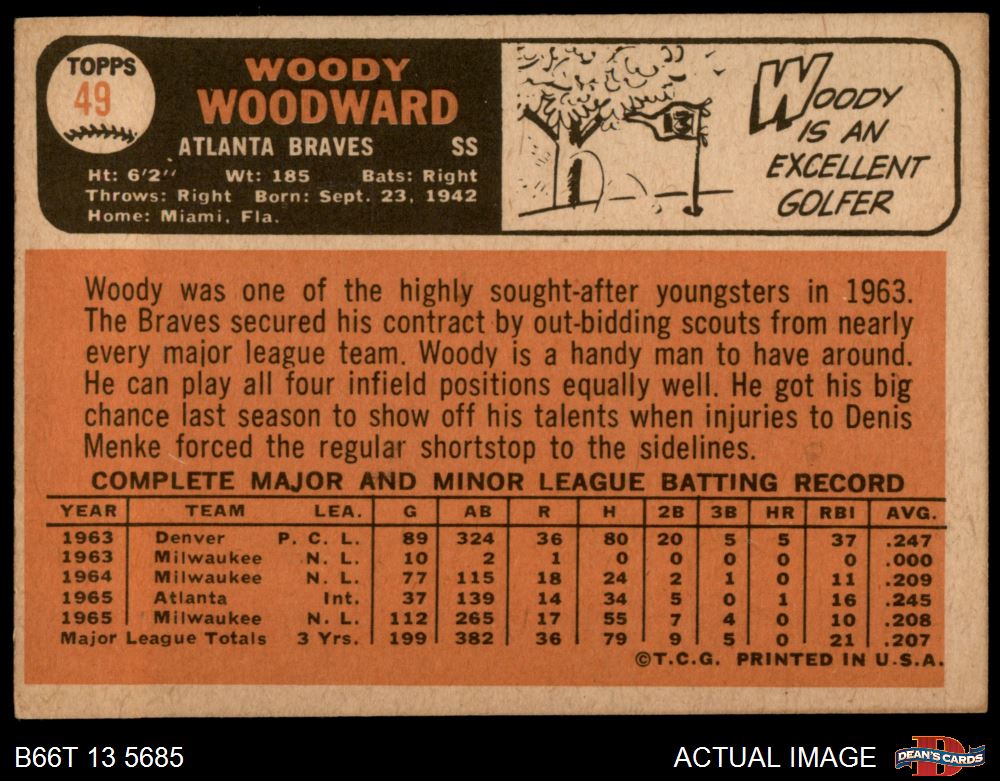 TOPPS
49
WOODY
WOODWARD
ATLANTA BRAVES SS
Ht: 6'2" Wt: 185 Bats: Right
Throws: Right Born: Sept. 23, 1942
Home: Miami, Fla.
13
WOODY
IS AN
EXCELLENT
GOLFER
Woody was one of the highly sought-after youngsters in 1963.
The Braves secured his contract by out-bidding scouts from nearly
every major league team. Woody is a handy man to have around.
He can play all four infield positions equally well. He got his big
chance last season to show off his talents when injuries to Denis
Menke forced the regular shortstop to the sidelines.
COMPLETE MAJOR AND MINOR LEAGUE BATTING RECORD
YEAR TEAM LEA. G AB R H 2B 3B HR RBI AVG.
1963 Denver P. C. L. 89 324 36 80 20 5 5 37 .247
1963 Milwaukee N. L. 10 2 1 0 0 0 0 0 .000
1964 Milwaukee N. L. 77 115 18 24 2 1 0 11 .209
1965 Atlanta Int. 37 139 14 34 5 0 1 16 .245
1965 Milwaukee N. L. 112 265 17 55 7 4 0 10 .208
Major League Totals 3 Yrs. 199 382 36 79 9 5 0 21 .207
©T.C.G. PRINTED IN U.S.A.
B66T 13 5685
ACTUAL IMAGE
D
DEAN'S CARDS